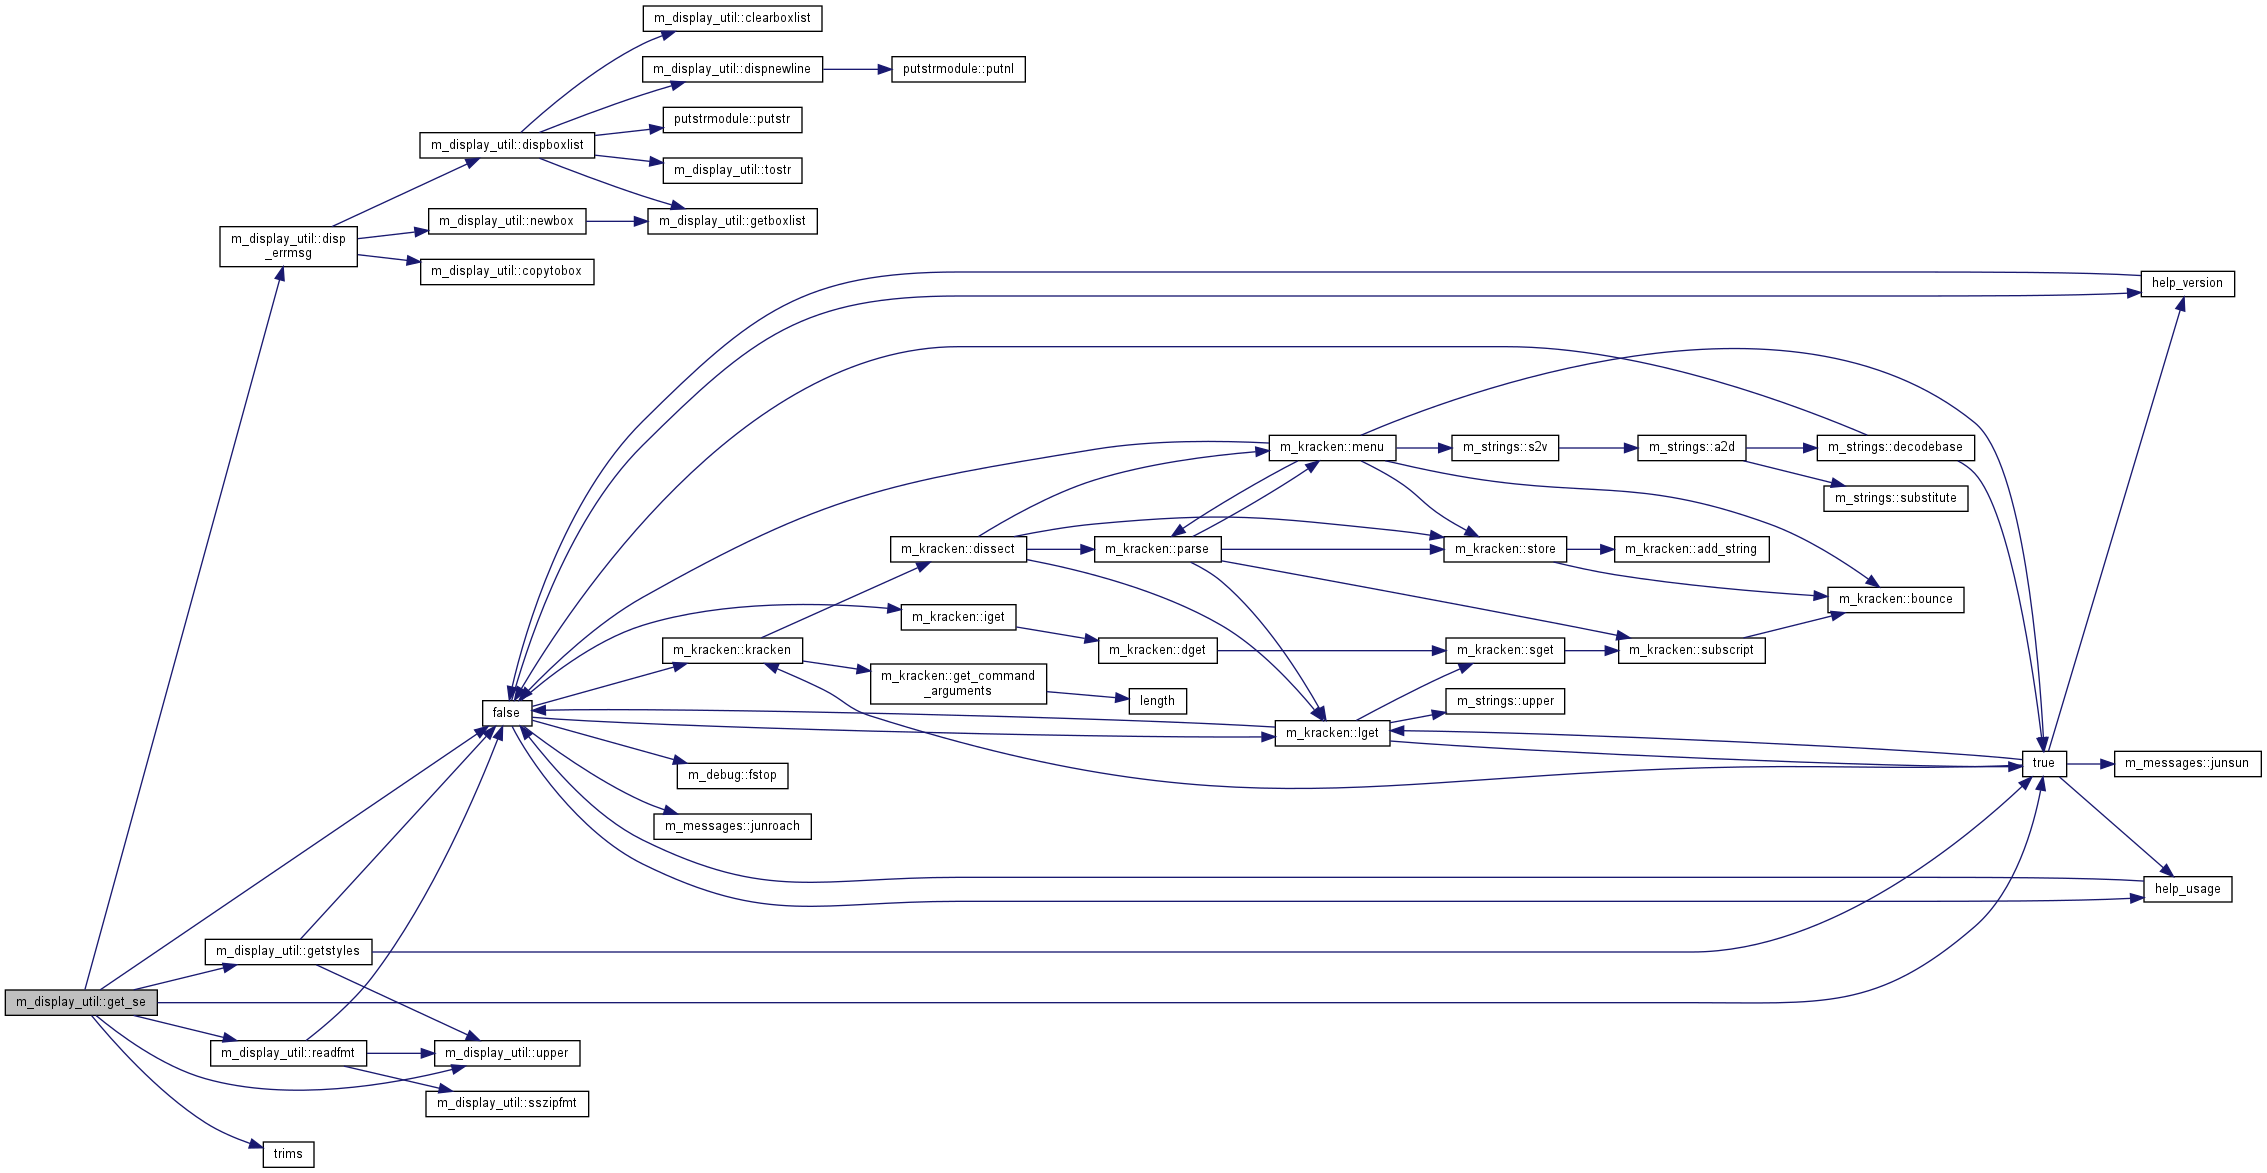 m_display_util::clearboxlist
m_display_util::dispnewline
putstrmodule::putnl
putstrmodule::putstr
m_display_util::dispboxlist
m_display_util::tostr
m_display_util::newbox
m_display_util::getboxlist
m_display_util::disp
_errmsg
m_display_util::copytobox
help_version
m_kracken::menu
m_strings::s2v
m_strings::a2d
m_strings::decodebase
m_strings::substitute
m_kracken::dissect
m_kracken::parse
m_kracken::store
m_kracken::add_string
m_kracken::bounce
m_kracken::iget
m_kracken::kracken
m_kracken::dget
m_kracken::sget
m_kracken::subscript
m_kracken::get_command
_arguments
length
m_strings::upper
false
m_kracken::lget
m_debug::fstop
true
m_messages::junsun
m_messages::junroach
help_usage
m_display_util::getstyles
m_display_util::get_se
m_display_util::readfmt
m_display_util::upper
m_display_util::sszipfmt
trims